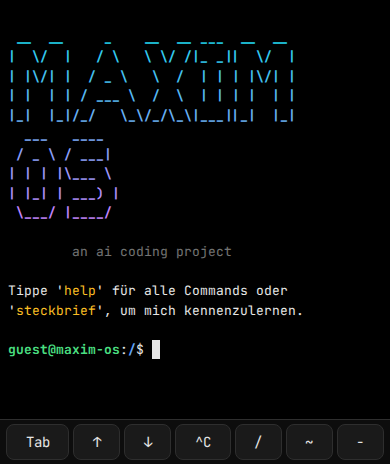 MAXIM
OS
an ai coding project
Tippe 'help' für alle Commands oder
'steckbrief', um mich kennenzulernen.
guest@maxim-os:/$
Tab ↑ ↓ ^C / ~ -